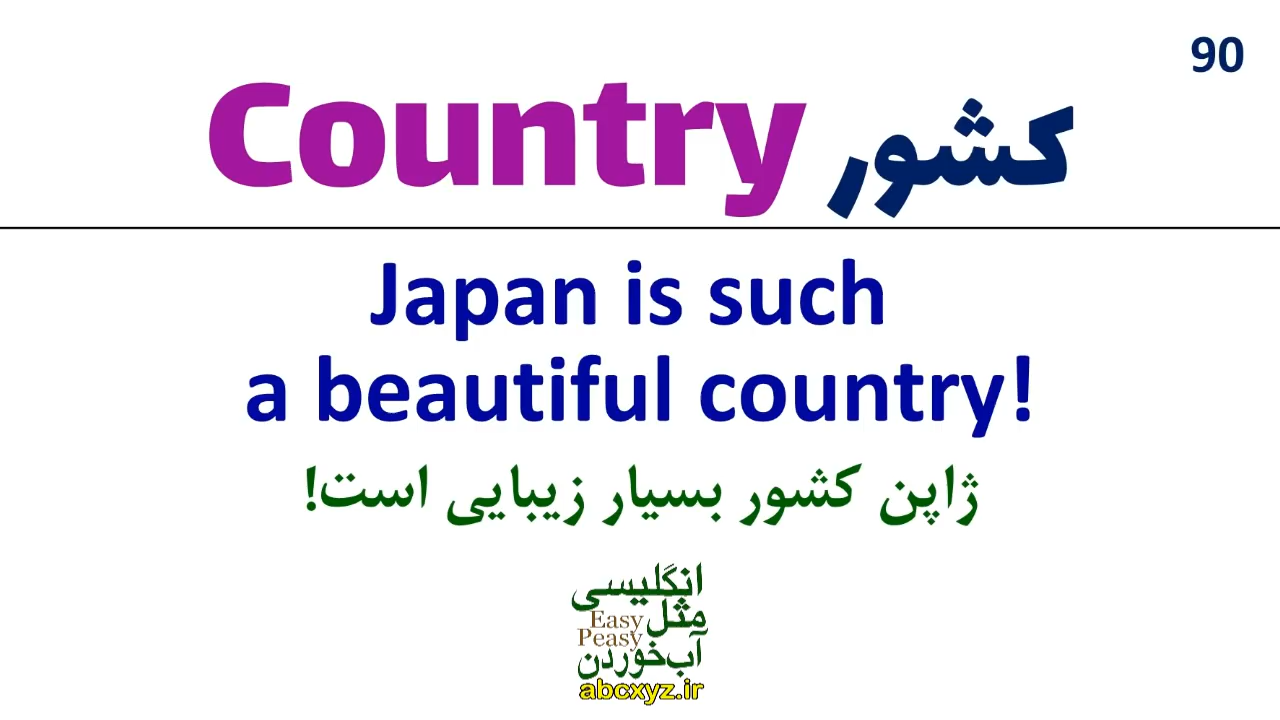 90
Country کشور
Japan is such
a beautiful country!
ژاپن کشور بسیار زیبایی است!
انگلیسی
مثل Easy
Peasy
آب‌خوردن
abcxyz.ir